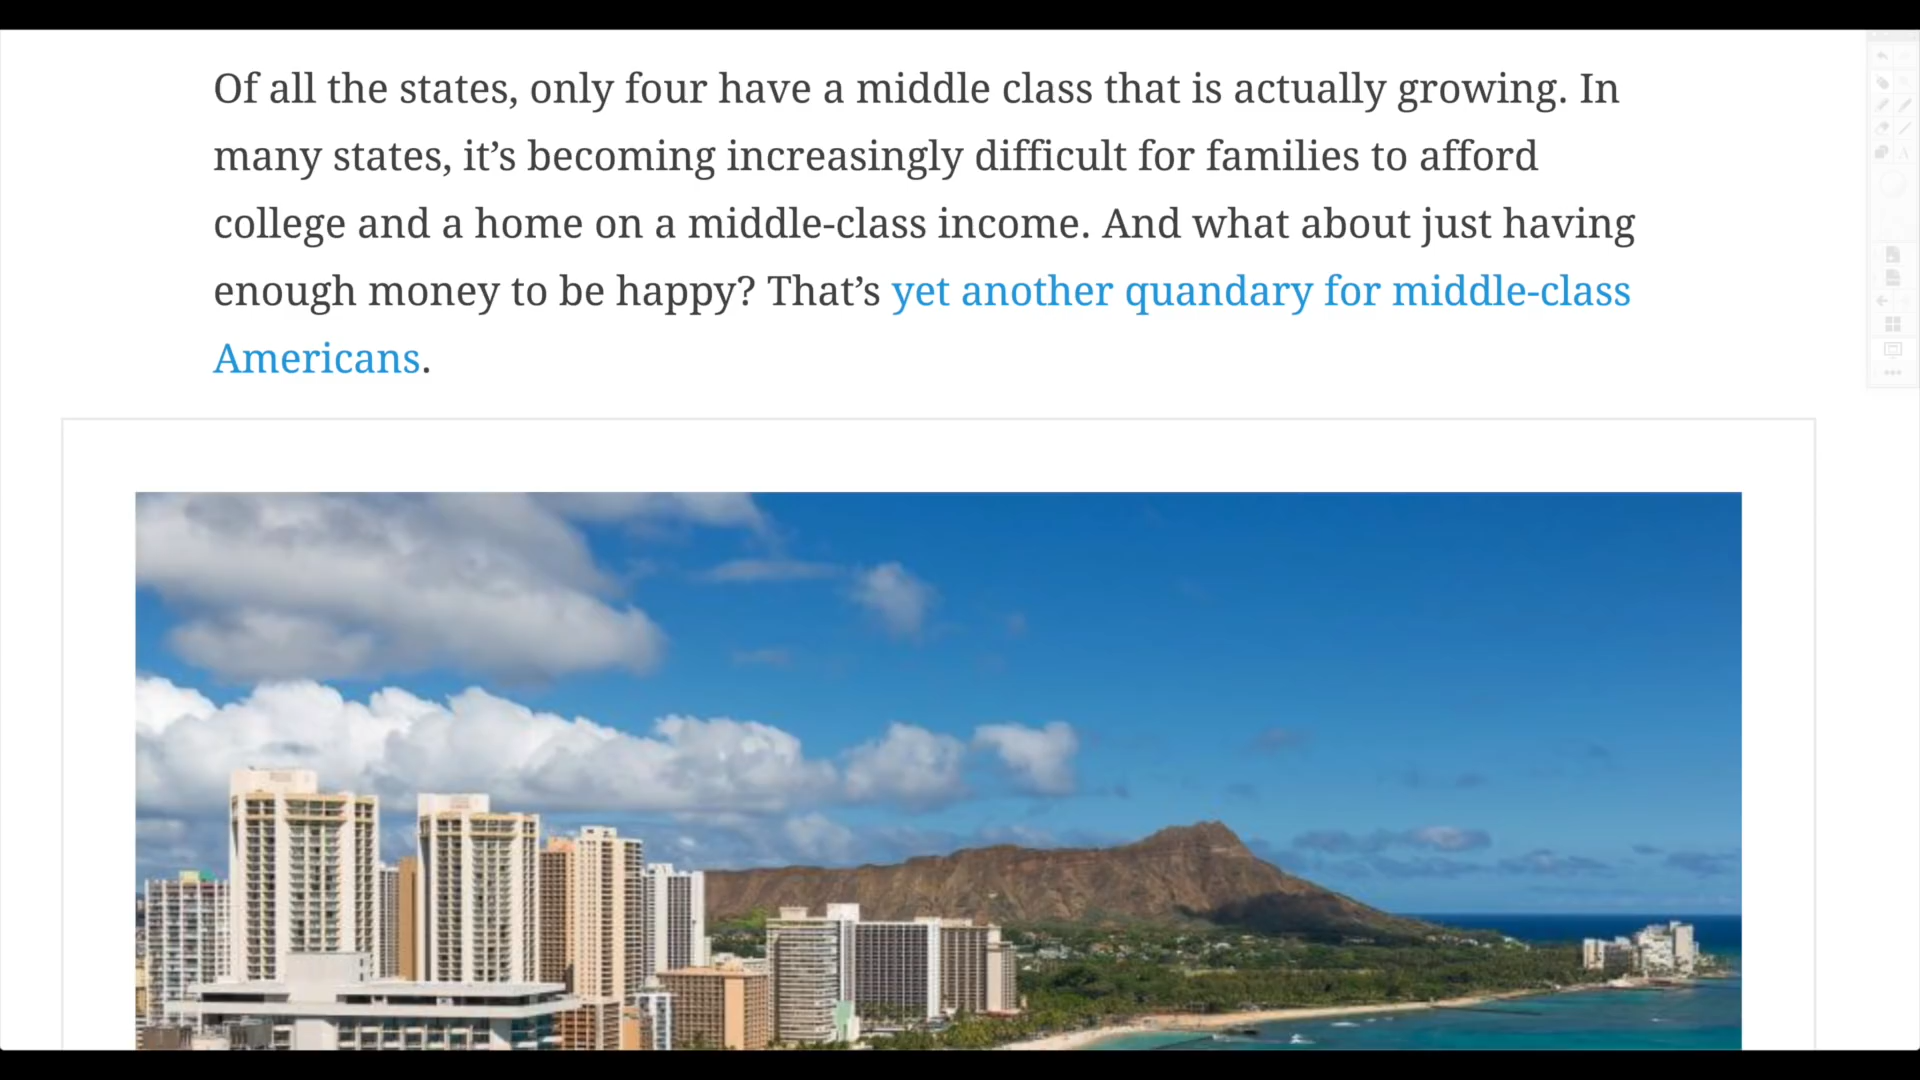 Of all the states, only four have a middle class that is actually growing. In
many states, it’s becoming increasingly difficult for families to afford
college and a home on a middle-class income. And what about just having
enough money to be happy? That’s yet another quandary for middle-class
Americans.